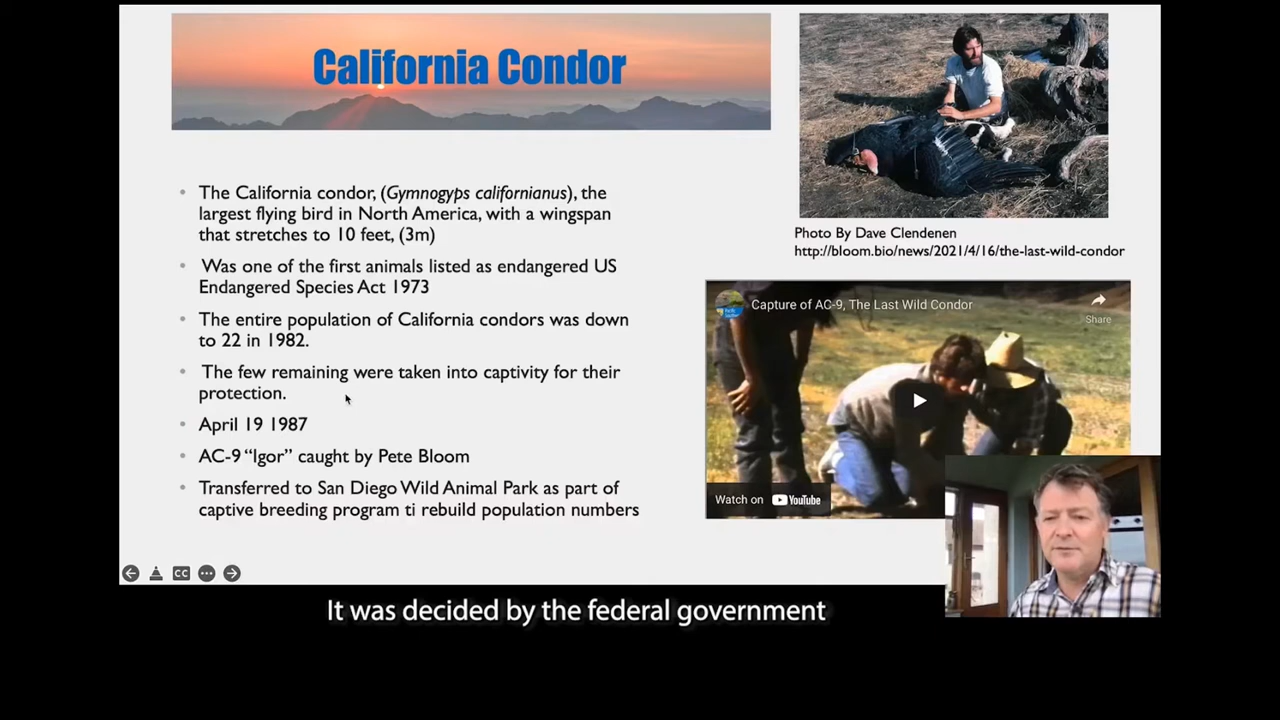 California Condor
• The California condor, (Gymnogyps californianus), the
largest flying bird in North America, with a wingspan
that stretches to 10 feet, (3m)
• Was one of the first animals listed as endangered US
Endangered Species Act 1973
• The entire population of California condors was down
to 22 in 1982.
• The few remaining were taken into captivity for their
protection.
• April 19 1987
• AC-9 “Igor” caught by Pete Bloom
• Transferred to San Diego Wild Animal Park as part of
captive breeding program ti rebuild population numbers
Photo By Dave Clendenen
http://bloom.bio/news/2021/4/16/the-last-wild-condor
Capture of AC-9, The Last Wild Condor
Share
Watch on YouTube
CC
It was decided by the federal government